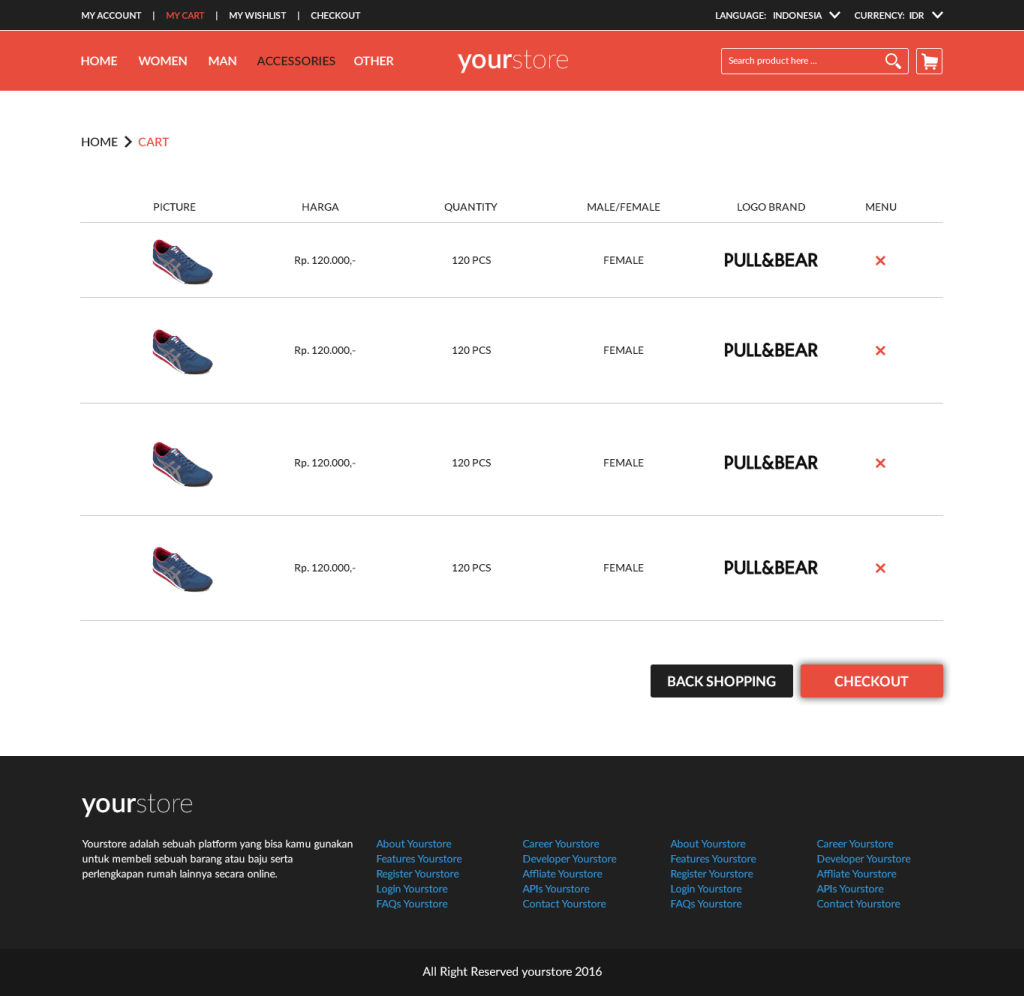 MY ACCOUNT | MY CART | MY WISHLIST | CHECKOUT LANGUAGE: INDONESIA CURRENCY: IDR
HOME WOMEN MAN ACCESSORIES OTHER yourstore Search product here ...
HOME CART
PICTURE HARGA QUANTITY MALE/FEMALE LOGO BRAND MENU
Rp. 120.000,- 120 PCS FEMALE PULL&BEAR
Rp. 120.000,- 120 PCS FEMALE PULL&BEAR
Rp. 120.000,- 120 PCS FEMALE PULL&BEAR
Rp. 120.000,- 120 PCS FEMALE PULL&BEAR
BACK SHOPPING CHECKOUT
yourstore
Yourstore adalah sebuah platform yang bisa kamu gunakan
untuk membeli sebuah barang atau baju serta
perlengkapan rumah lainnya secara online.
About Yourstore
Features Yourstore
Register Yourstore
Login Yourstore
FAQs Yourstore
Career Yourstore
Developer Yourstore
Affliate Yourstore
APIs Yourstore
Contact Yourstore
About Yourstore
Features Yourstore
Register Yourstore
Login Yourstore
FAQs Yourstore
Career Yourstore
Developer Yourstore
Affliate Yourstore
APIs Yourstore
Contact Yourstore
All Right Reserved yourstore 2016